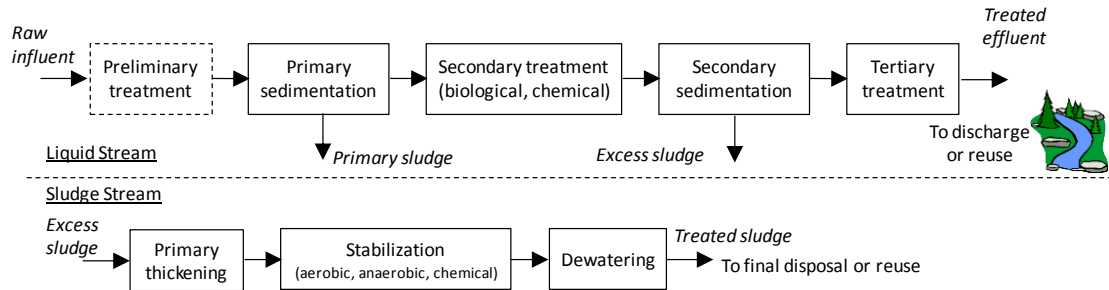 Raw
influent
Preliminary
treatment
Primary
sedimentation
Secondary treatment
(biological, chemical)
Secondary
sedimentation
Tertiary
treatment
Treated
effluent
To discharge
or reuse
Primary sludge
Excess sludge
Liquid Stream
Sludge Stream
Excess
sludge
Primary
thickening
Stabilization
(aerobic, anaerobic, chemical)
Dewatering
Treated sludge
To final disposal or reuse